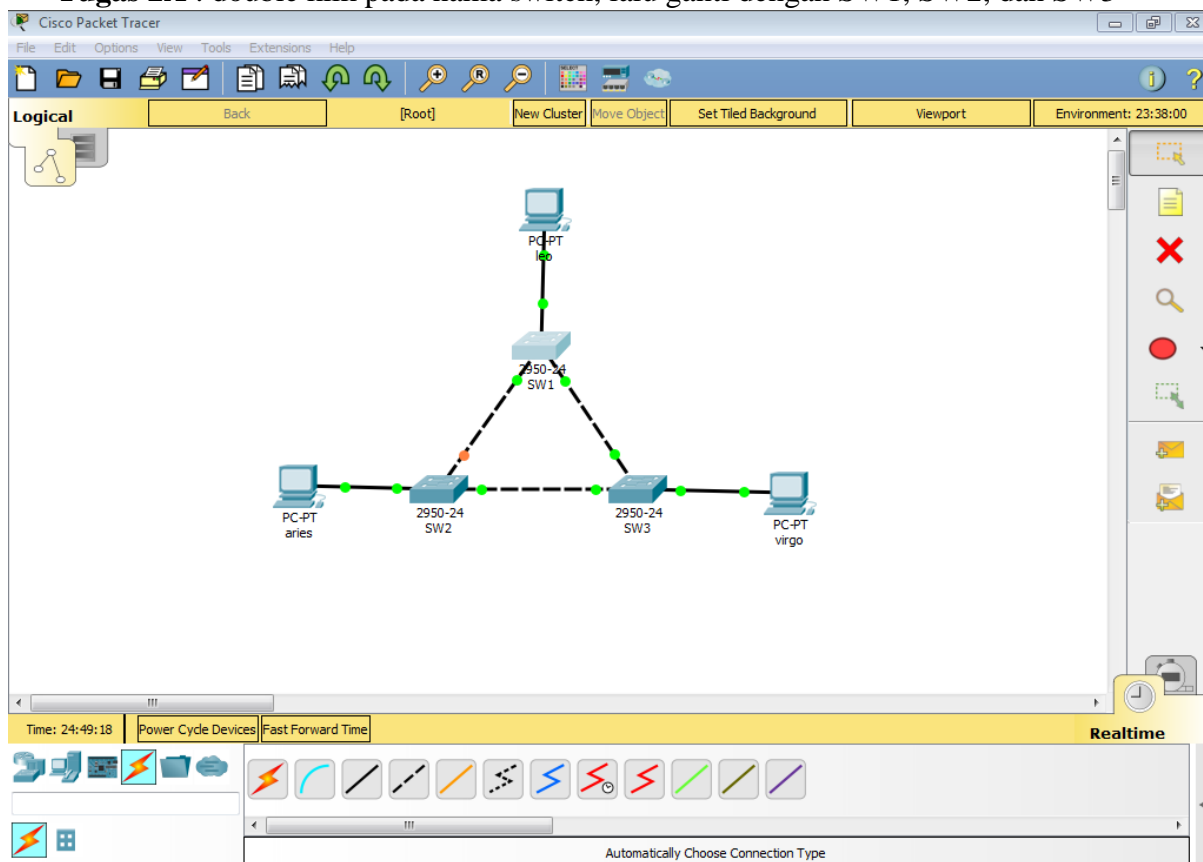 Cisco Packet Tracer
File Edit Options View Tools Extensions Help
Logical Back [Root] New Cluster Move Object Set Tiled Background Viewport Environment: 23:38:00
PC-PT
leo
2950-24
SW1
PC-PT
aries
2950-24
SW2
2950-24
SW3
PC-PT
virgo
Time: 24:49:18 Power Cycle Devices Fast Forward Time Realtime
Automatically Choose Connection Type